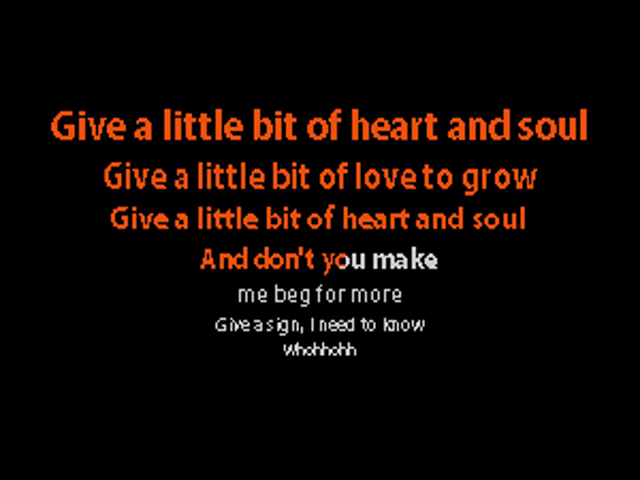 Give a little bit of heart and soul
Give a little bit of love to grow
Give a little bit of heart and soul
And don't you make
me beg for more
Give a sign, I need to know
Whohhohh